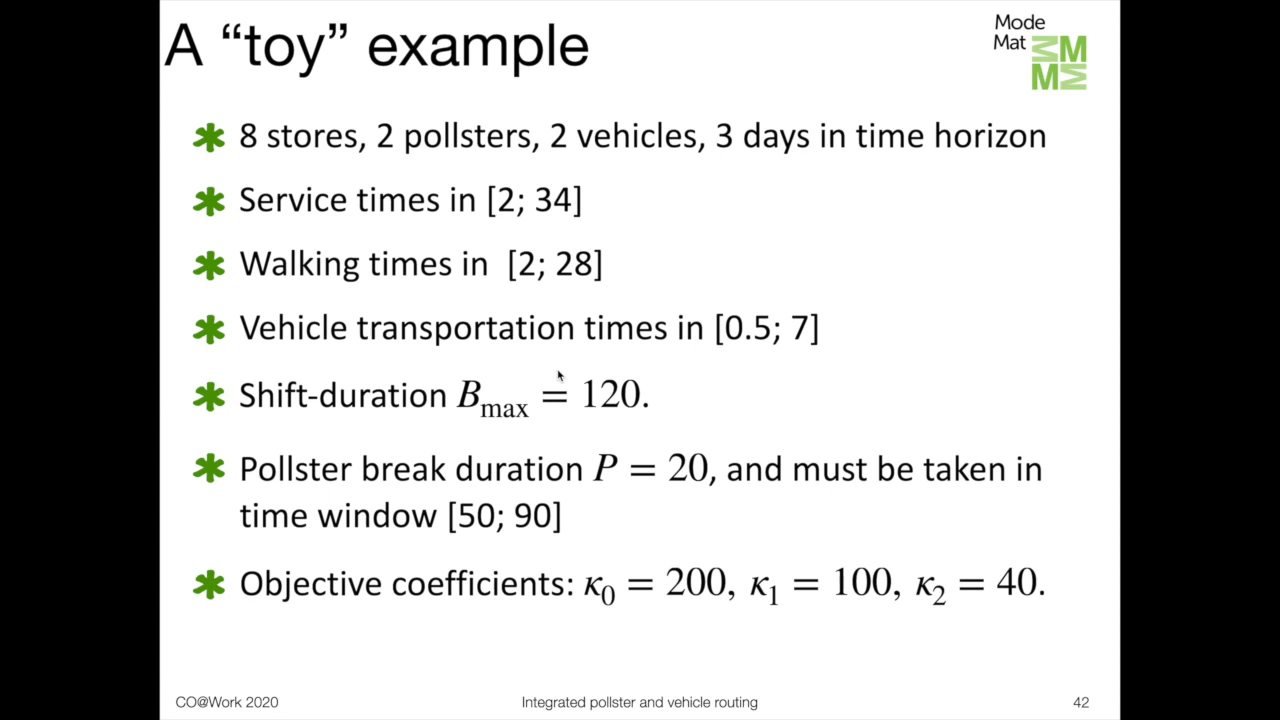 A “toy” example
Mode
Mat
M
M
8 stores, 2 pollsters, 2 vehicles, 3 days in time horizon
Service times in [2; 34]
Walking times in [2; 28]
Vehicle transportation times in [0.5; 7]
Shift-duration B_max = 120.
Pollster break duration P = 20, and must be taken in
time window [50; 90]
Objective coefficients: κ₀ = 200, κ₁ = 100, κ₂ = 40.
CO@Work 2020
Integrated pollster and vehicle routing
42